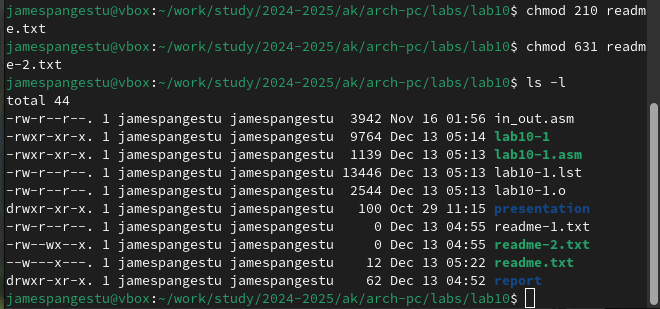 jamespangestu@vbox:~/work/study/2024-2025/ak/arch-pc/labs/lab10$ chmod 210 readm
e.txt
jamespangestu@vbox:~/work/study/2024-2025/ak/arch-pc/labs/lab10$ chmod 631 readm
e-2.txt
jamespangestu@vbox:~/work/study/2024-2025/ak/arch-pc/labs/lab10$ ls -l
total 44
-rw-r--r--. 1 jamespangestu jamespangestu  3942 Nov 16 01:56 in_out.asm
-rwxr-xr-x. 1 jamespangestu jamespangestu  9764 Dec 13 05:14 lab10-1
-rwxr-xr-x. 1 jamespangestu jamespangestu  1139 Dec 13 05:13 lab10-1.asm
-rw-r--r--. 1 jamespangestu jamespangestu 13446 Dec 13 05:13 lab10-1.lst
-rw-r--r--. 1 jamespangestu jamespangestu  2544 Dec 13 05:13 lab10-1.o
drwxr-xr-x. 1 jamespangestu jamespangestu   100 Oct 29 11:15 presentation
-rw-r--r--. 1 jamespangestu jamespangestu     0 Dec 13 04:55 readme-1.txt
-rw--wx--x. 1 jamespangestu jamespangestu     0 Dec 13 04:55 readme-2.txt
--w---x---. 1 jamespangestu jamespangestu    12 Dec 13 05:22 readme.txt
drwxr-xr-x. 1 jamespangestu jamespangestu    62 Dec 13 04:52 report
jamespangestu@vbox:~/work/study/2024-2025/ak/arch-pc/labs/lab10$